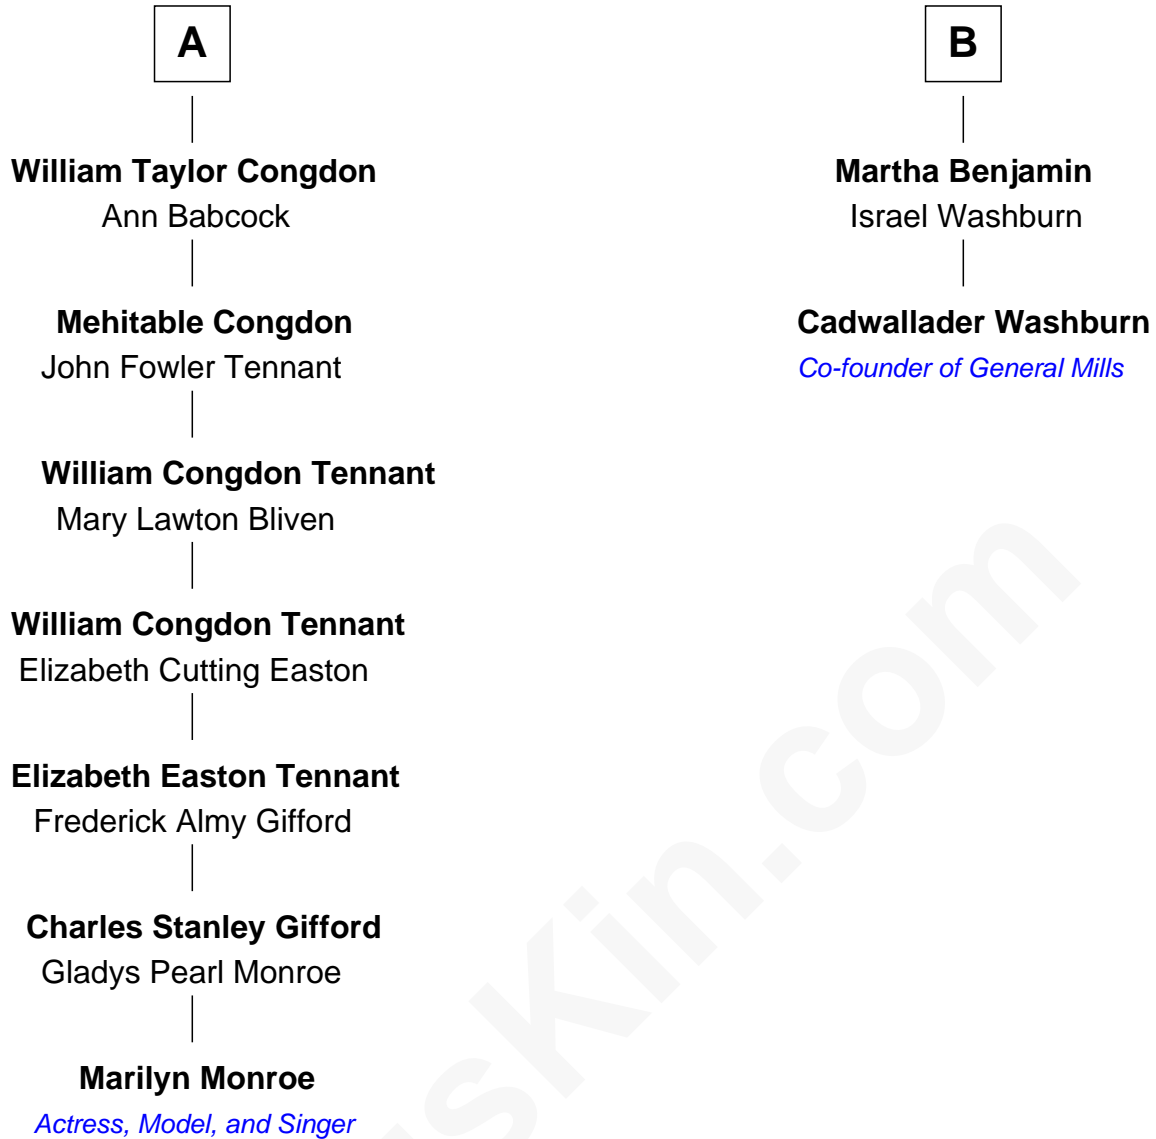 A
William Taylor Congdon
Ann Babcock
Mehitable Congdon
John Fowler Tennant
William Congdon Tennant
Mary Lawton Bliven
William Congdon Tennant
Elizabeth Cutting Easton
Elizabeth Easton Tennant
Frederick Almy Gifford
Charles Stanley Gifford
Gladys Pearl Monroe
Marilyn Monroe
Actress, Model, and Singer
B
Martha Benjamin
Israel Washburn
Cadwallader Washburn
Co-founder of General Mills
sKin.com